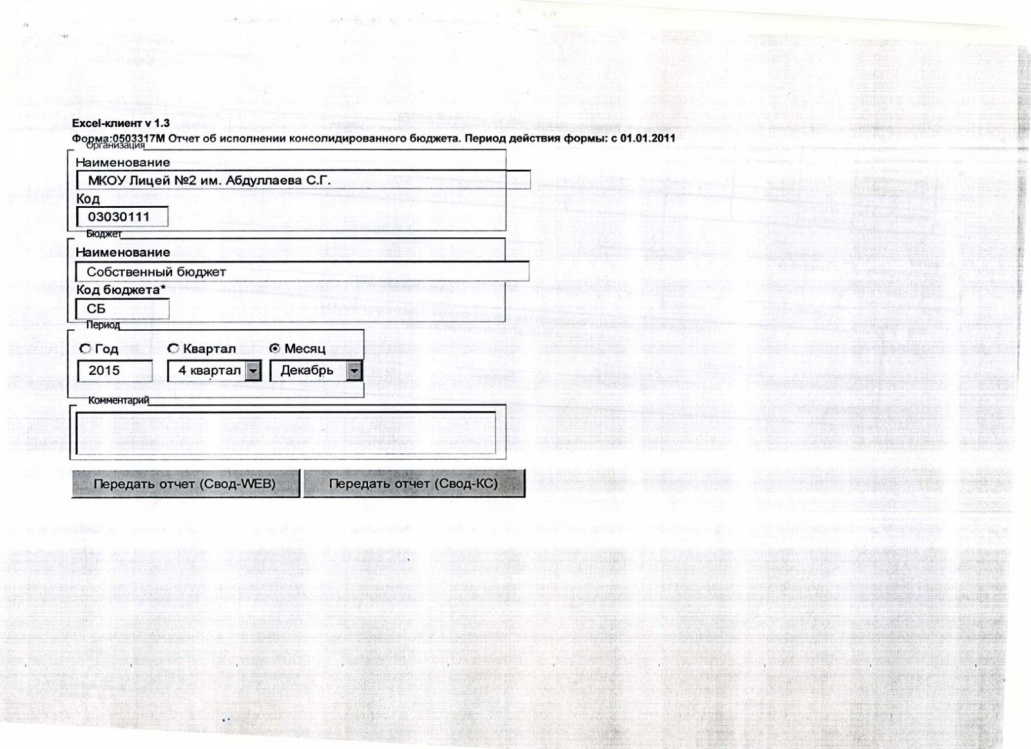 Excel-клиент v 1.3
Форма:0503317М Отчет об исполнении консолидированного бюджета. Период действия формы: с 01.01.2011
Организация
Наименование
МКОУ Лицей №2 им. Абдуллаева С.Г.
Код
03030111
Бюджет
Наименование
Собственный бюджет
Код бюджета*
СБ
Период
Год Квартал Месяц
2015 4 квартал Декабрь
Комментарий
Передать отчет (Свод-WEB) Передать отчет (Свод-КС)